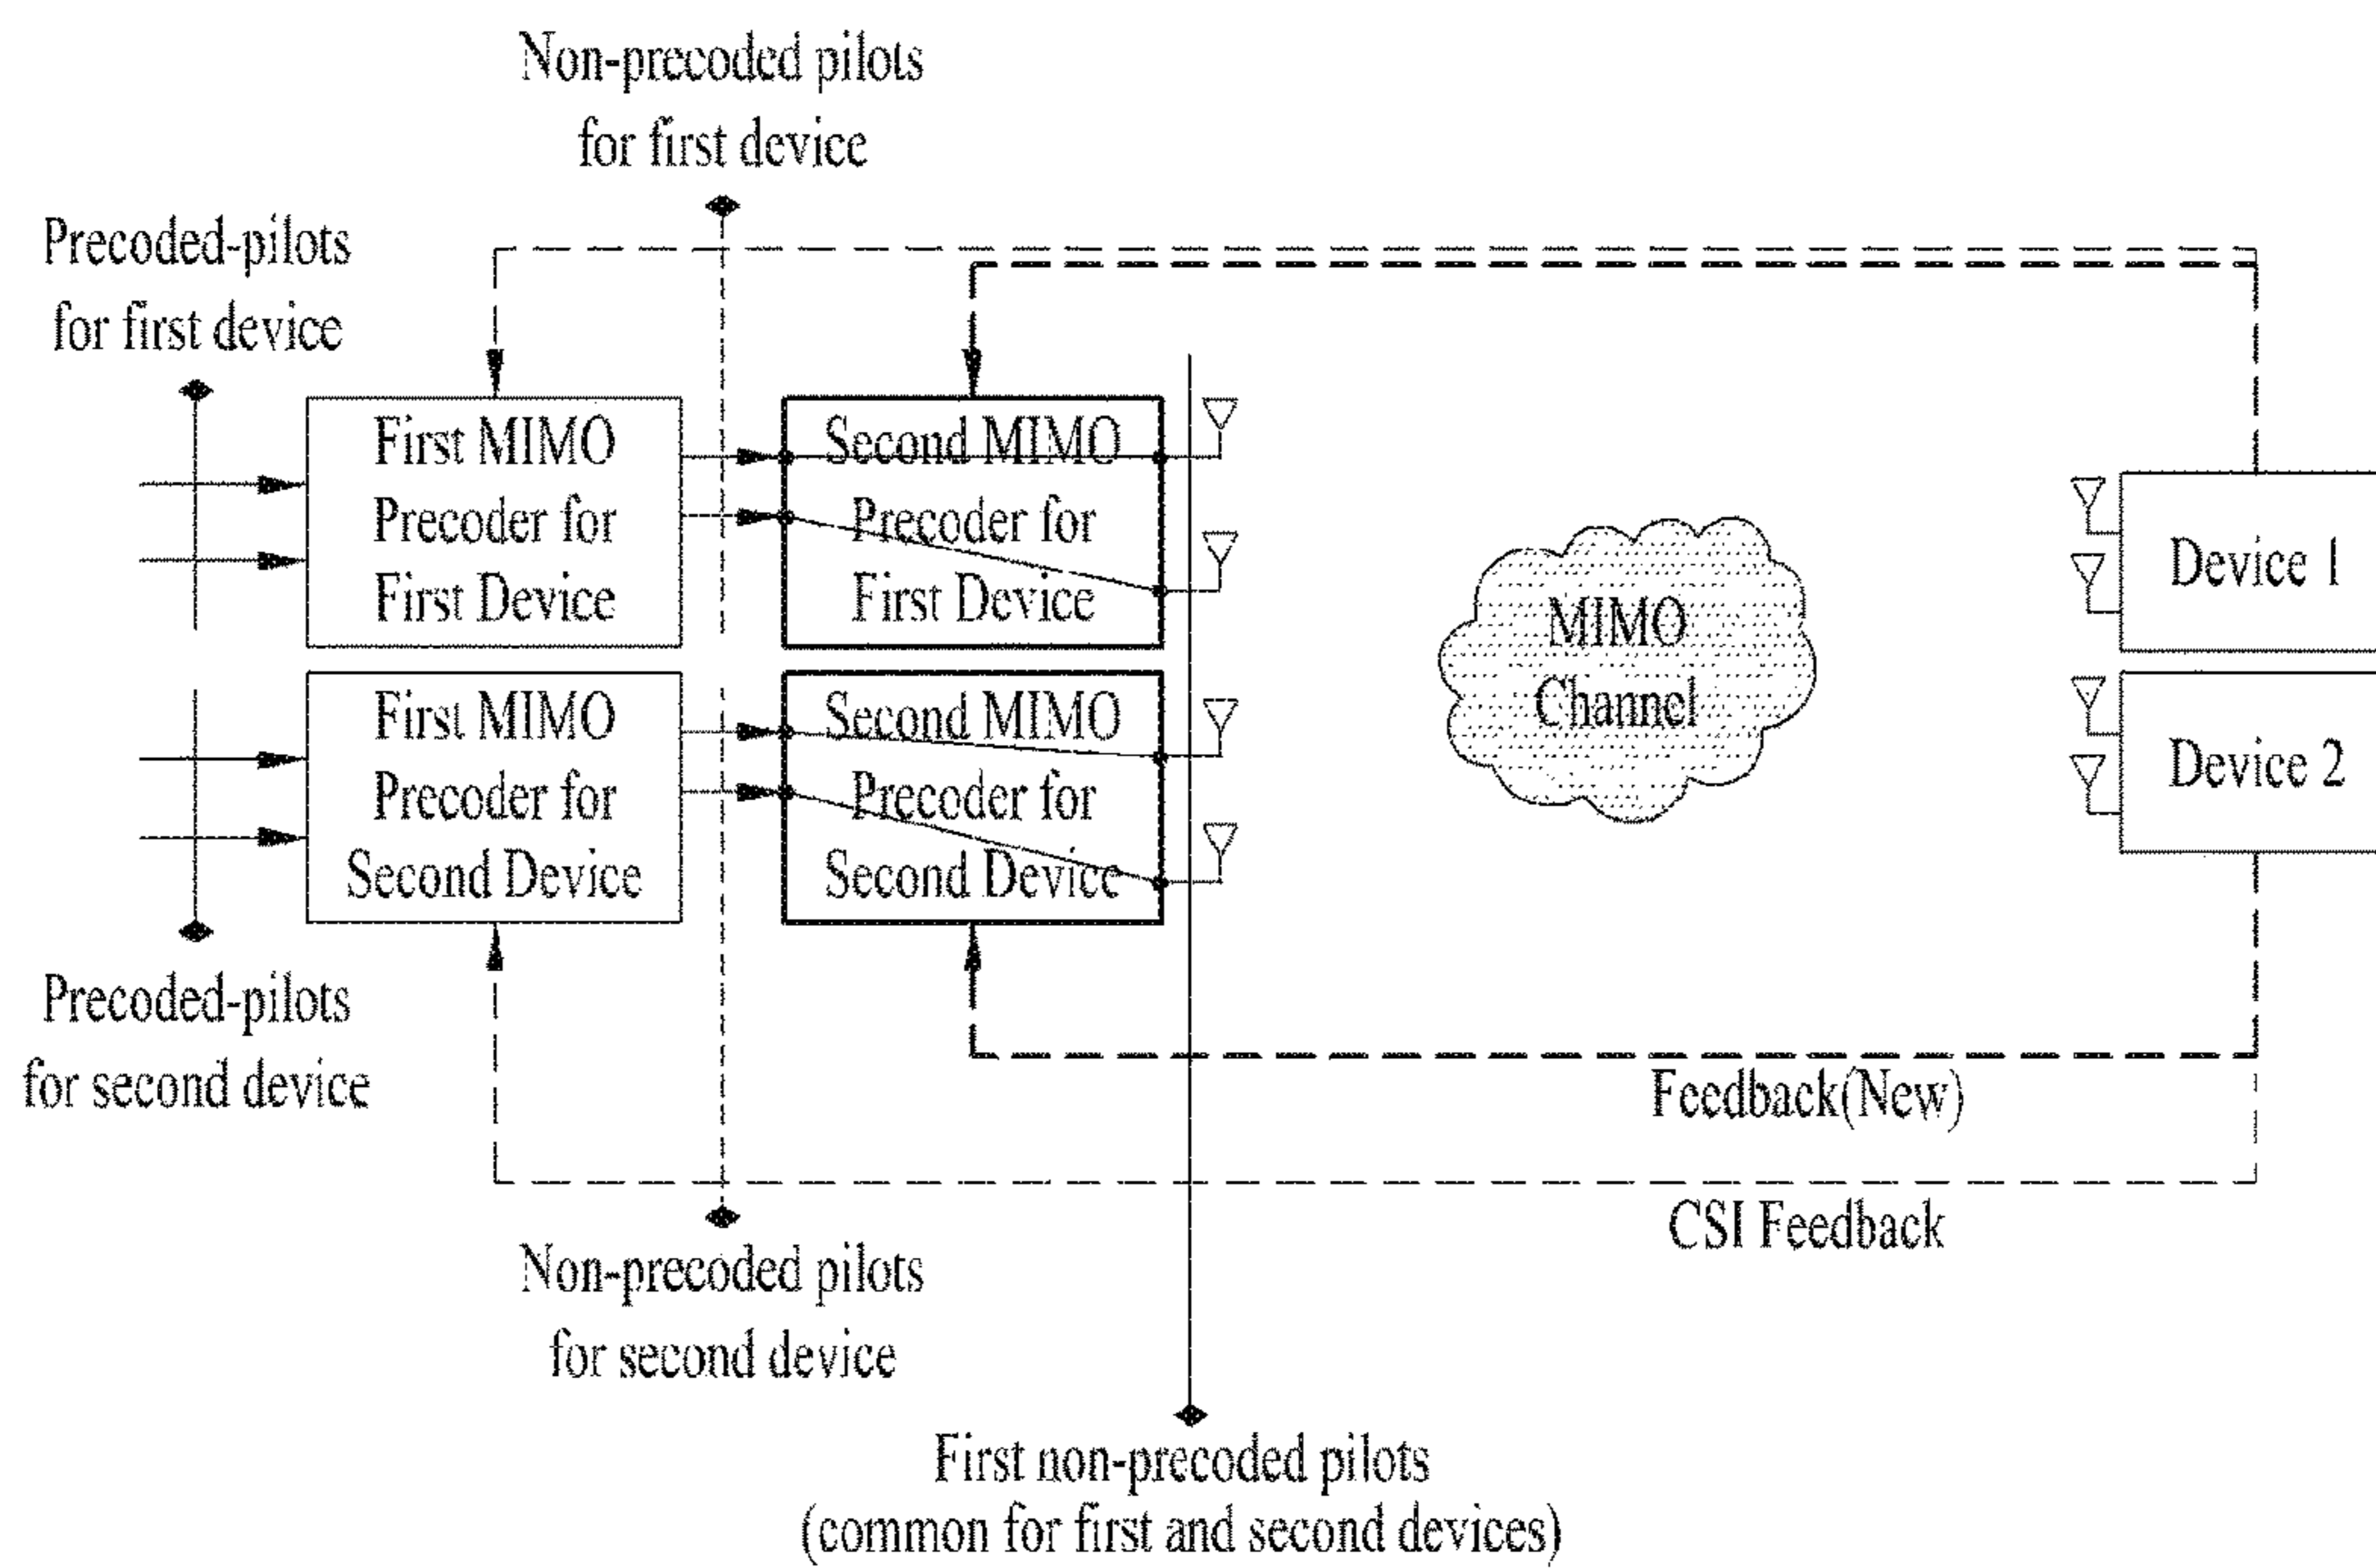 Non-precoded pilots
for first device
Precoded-pilots
for first device
First MIMO
Precoder for
First Device
Second MIMO
Precoder for
First Device
MIMO
Channel
Device 1
First MIMO
Precoder for
Second Device
Second MIMO
Precoder for
Second Device
Device 2
Precoded-pilots
for second device
Feedback(New)
CSI Feedback
Non-precoded pilots
for second device
First non-precoded pilots
(common for first and second devices)